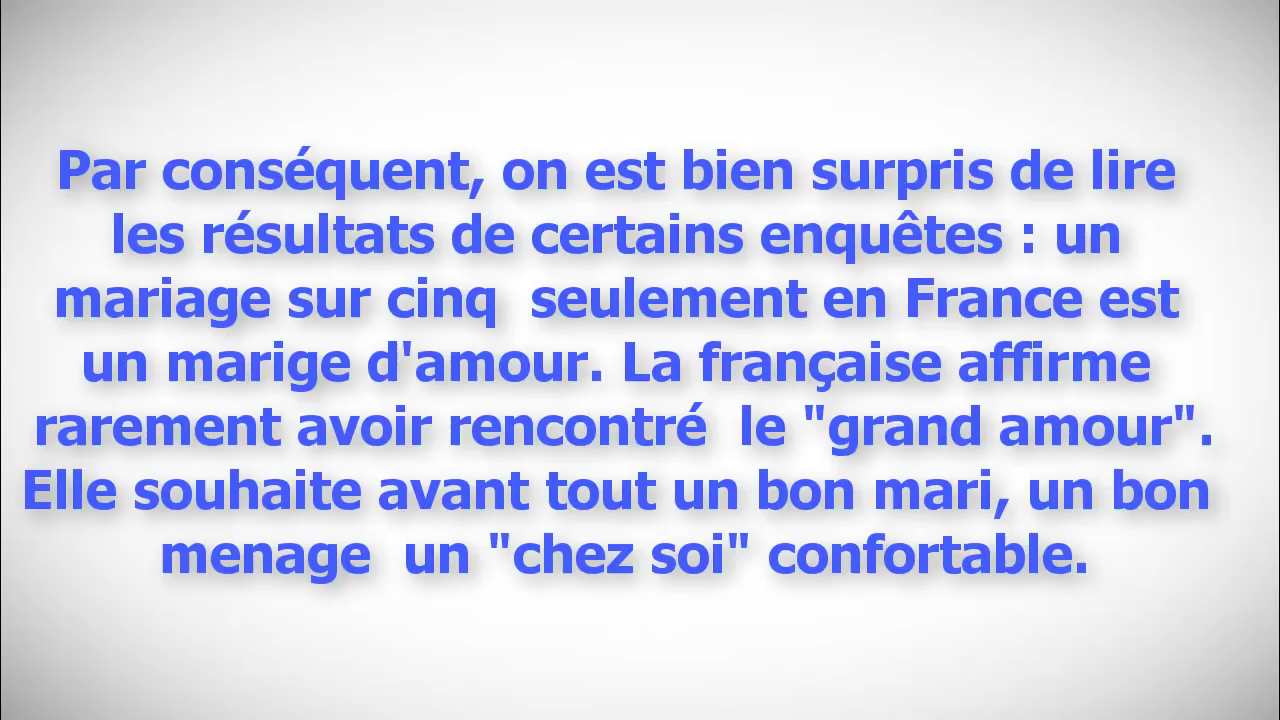 Par conséquent, on est bien surpris de lire
les résultats de certains enquêtes : un
mariage sur cinq  seulement en France est
un marige d'amour. La française affirme
rarement avoir rencontré  le "grand amour".
Elle souhaite avant tout un bon mari, un bon
menage  un "chez soi" confortable.